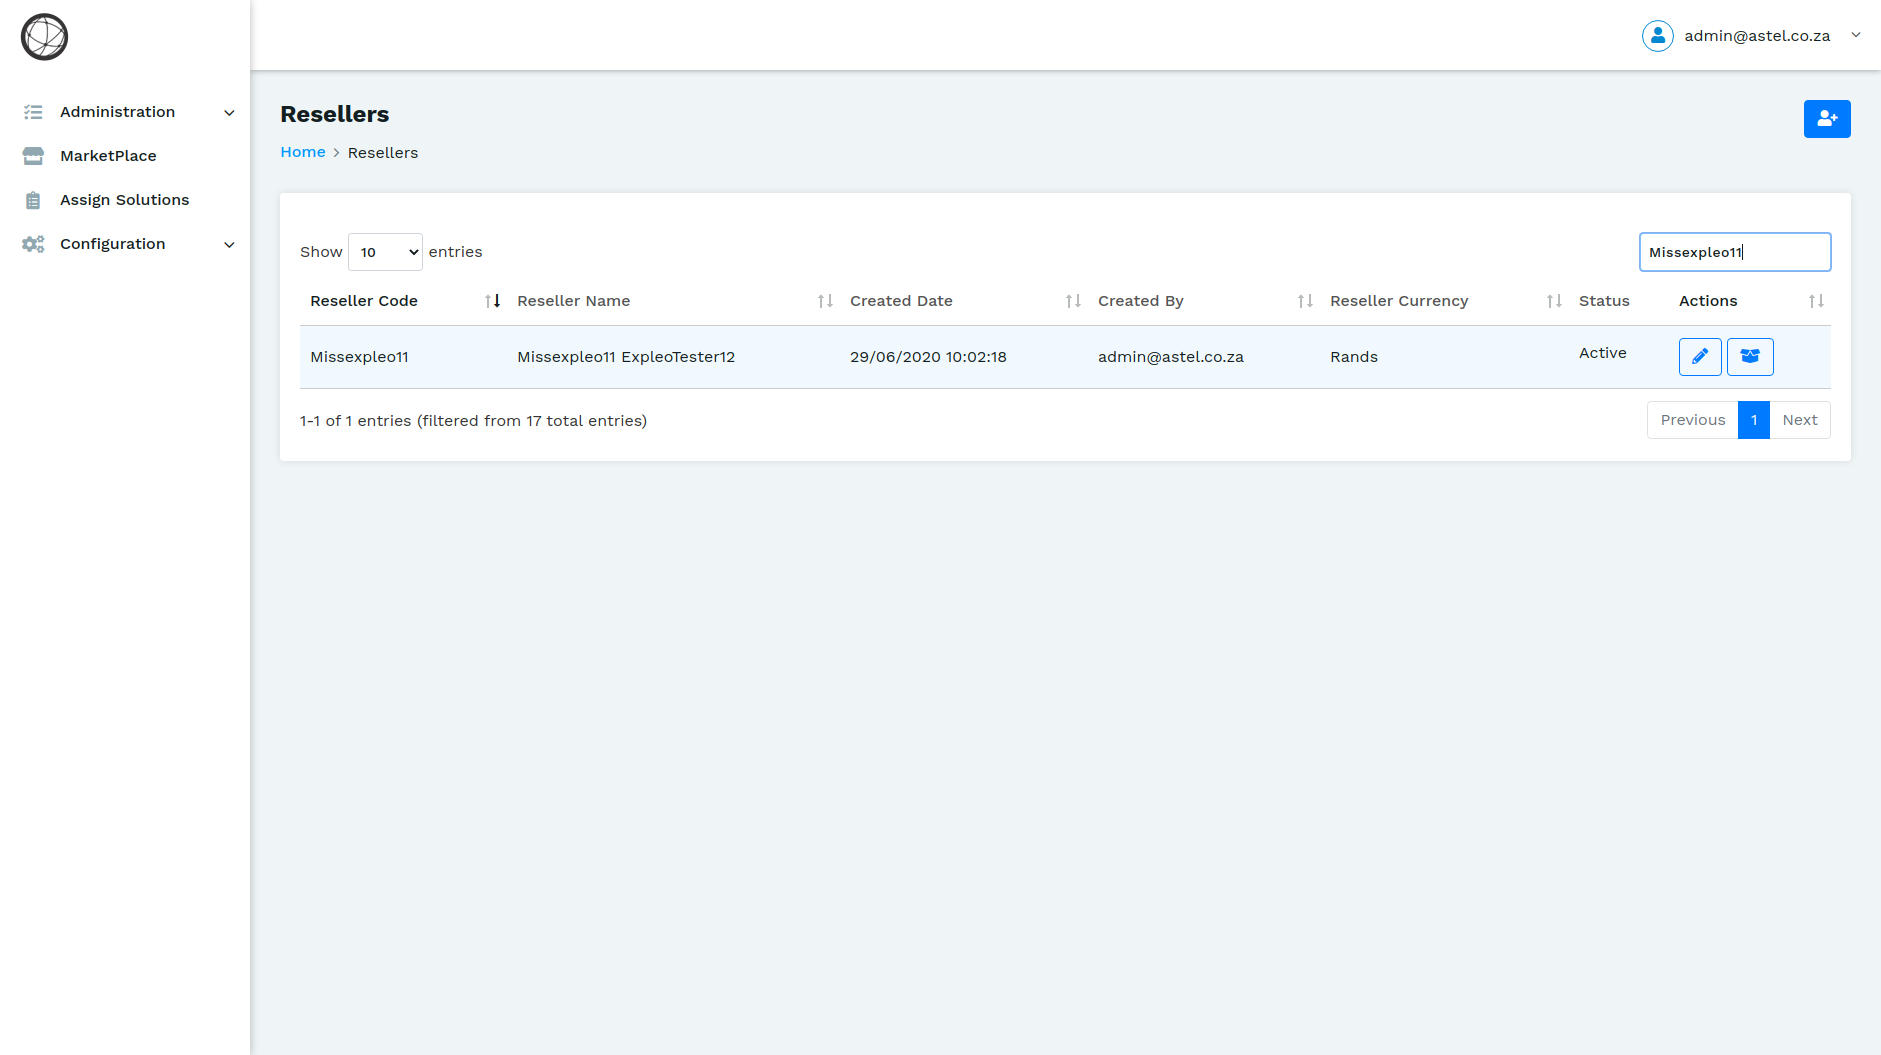 admin@astel.co.za
Administration
MarketPlace
Assign Solutions
Configuration
Resellers
Home > Resellers
Show 10 entries
Missexpleo11
Reseller Code Reseller Name Created Date Created By Reseller Currency Status Actions
Missexpleo11 Missexpleo11 ExpleoTester12 29/06/2020 10:02:18 admin@astel.co.za Rands Active
1-1 of 1 entries (filtered from 17 total entries)
Previous 1 Next